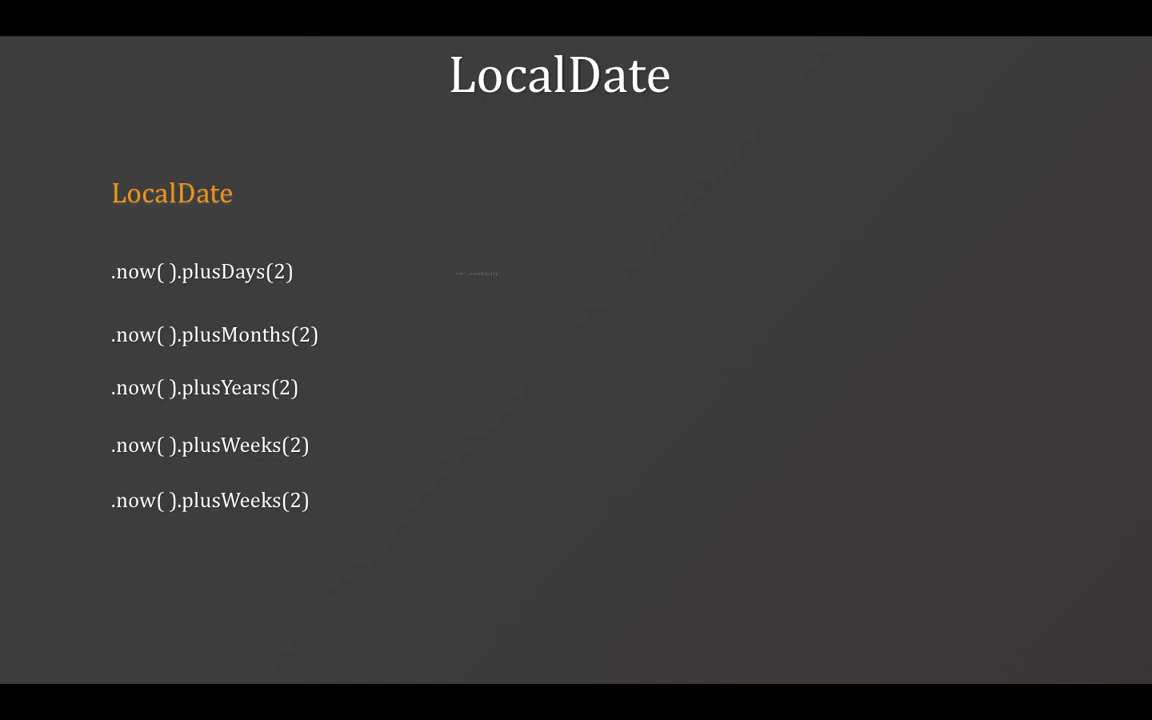 LocalDate
LocalDate
.now( ).plusDays(2)
.now( ).plusMonths(2)
.now( ).plusYears(2)
.now( ).plusWeeks(2)
.now( ).plusWeeks(2)